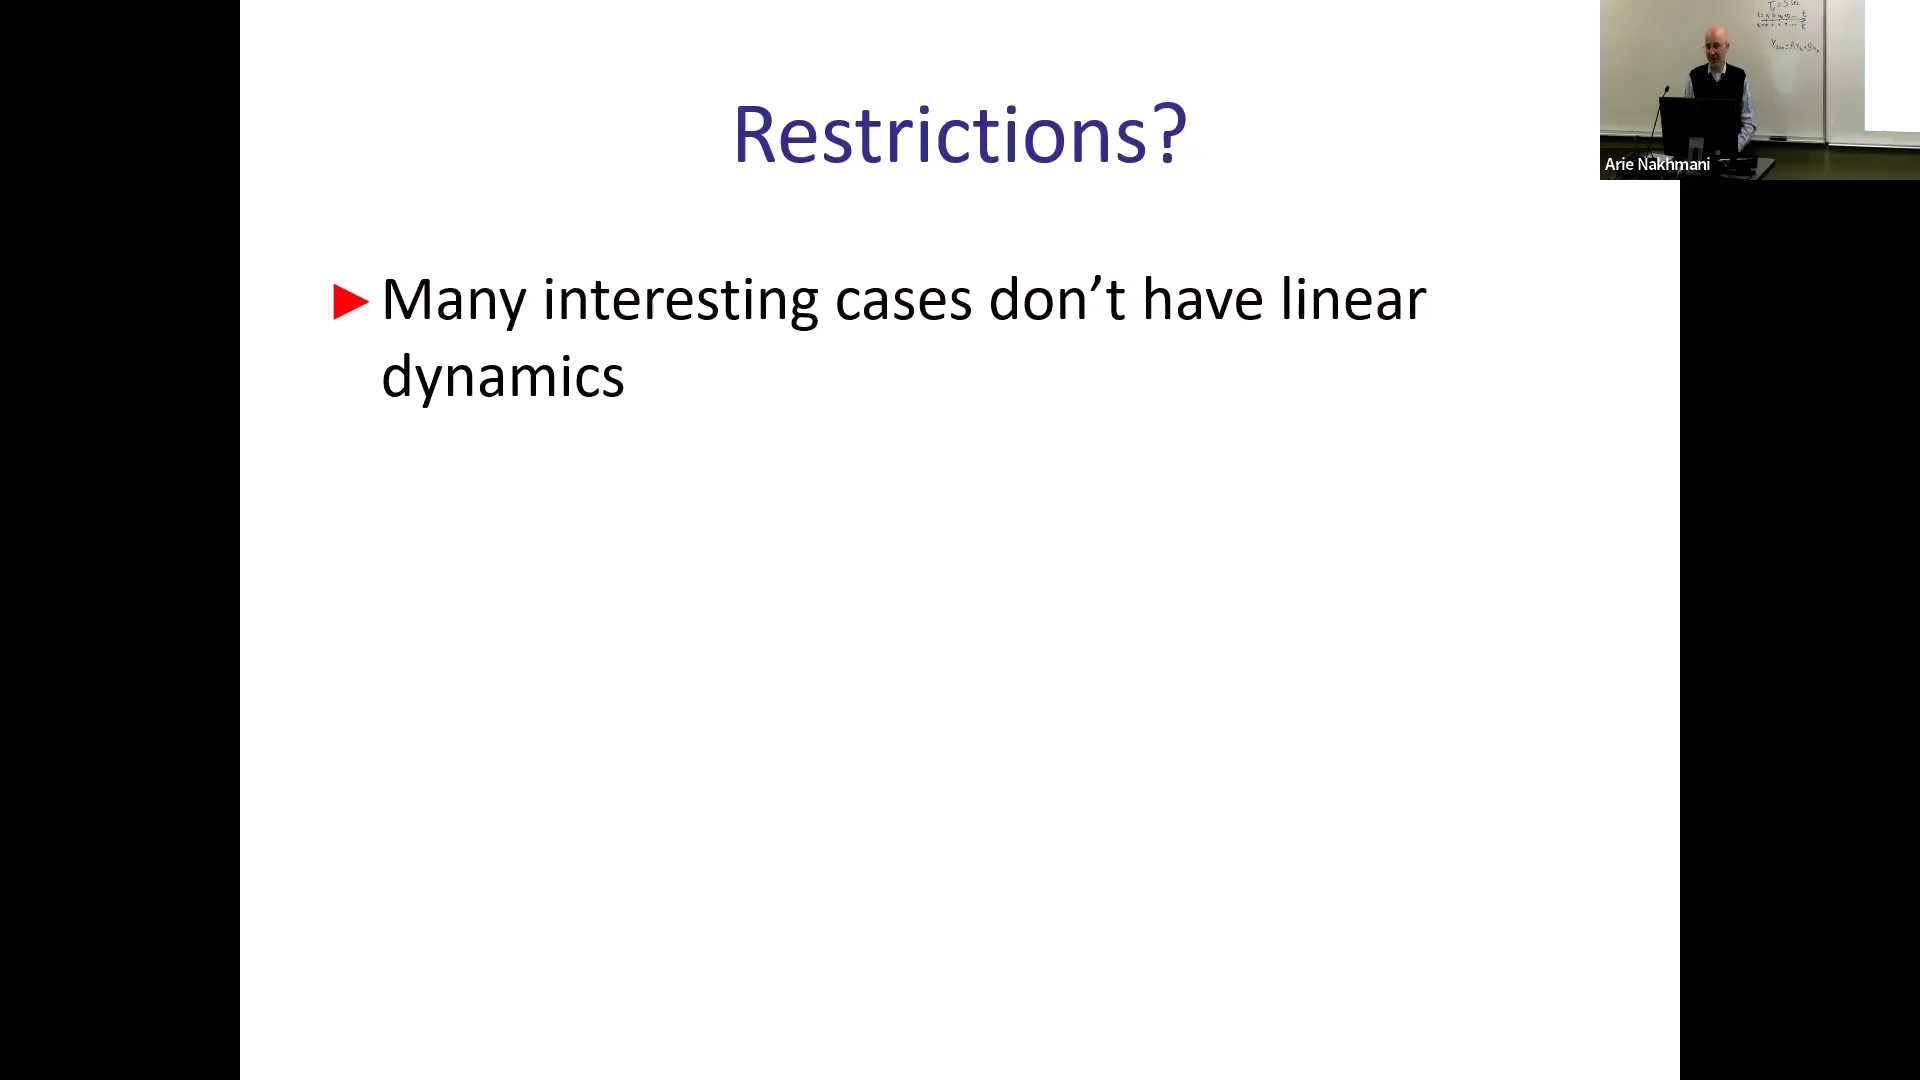 Restrictions?
►Many interesting cases don’t have linear
dynamics
Arie Nakhmani